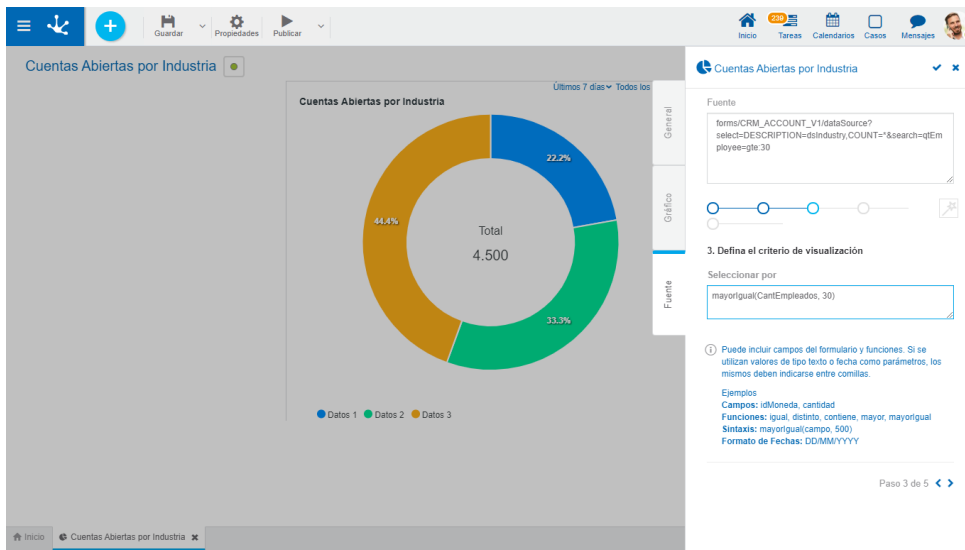 Guardar
Propiedades
Publicar
Inicio
239
Tareas
Calendarios
Casos
Mensajes
Cuentas Abiertas por Industria
Últimos 7 días Todos los
Cuentas Abiertas por Industria
22.2%
44.4%
33.3%
Total
4.500
Datos 1 Datos 2 Datos 3
General
Gráfico
Fuente
Cuentas Abiertas por Industria
Fuente
forms/CRM_ACCOUNT_V1/dataSource?
select=DESCRIPTION=dsIndustry,COUNT=*&search=qtEm
ployee=gte:30
3. Defina el criterio de visualización
Seleccionar por
mayorIgual(CantEmpleados, 30)
Puede incluir campos del formulario y funciones. Si se
utilizan valores de tipo texto o fecha como parámetros, los
mismos deben indicarse entre comillas.
Ejemplos
Campos: idMoneda, cantidad
Funciones: igual, distinto, contiene, mayor, mayorIgual
Sintaxis: mayorIgual(campo, 500)
Formato de Fechas: DD/MM/YYYY
Paso 3 de 5
Inicio
Cuentas Abiertas por Industria